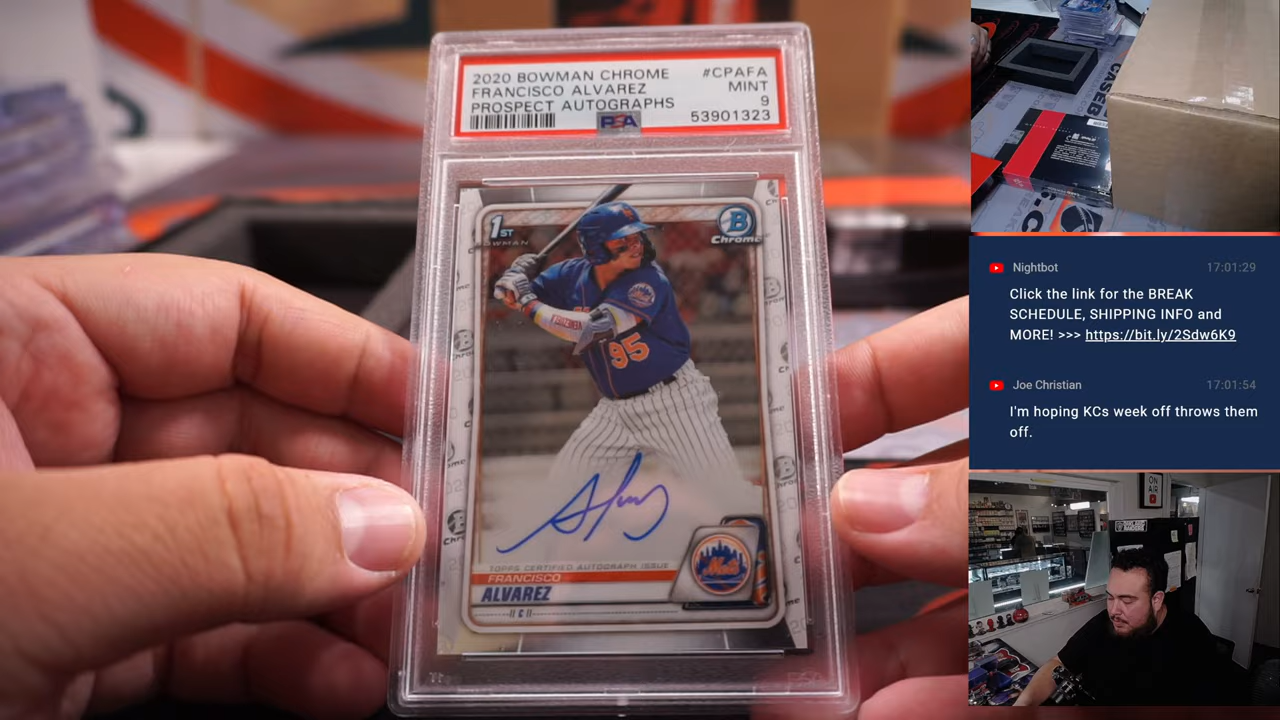 2020 BOWMAN CHROME #CPAFA
FRANCISCO ALVAREZ MINT
PROSPECT AUTOGRAPHS 9
PSA 53901323
1ST
BOWMAN
B
Chrome
95
Mets
TOPPS CERTIFIED AUTOGRAPH ISSUE
FRANCISCO
ALVAREZ
C
Nightbot 17:01:29
Click the link for the BREAK
SCHEDULE, SHIPPING INFO and
MORE! >>> https://bit.ly/2Sdw6K9
Joe Christian 17:01:54
I'm hoping KCs week off throws them
off.
ON
AIR